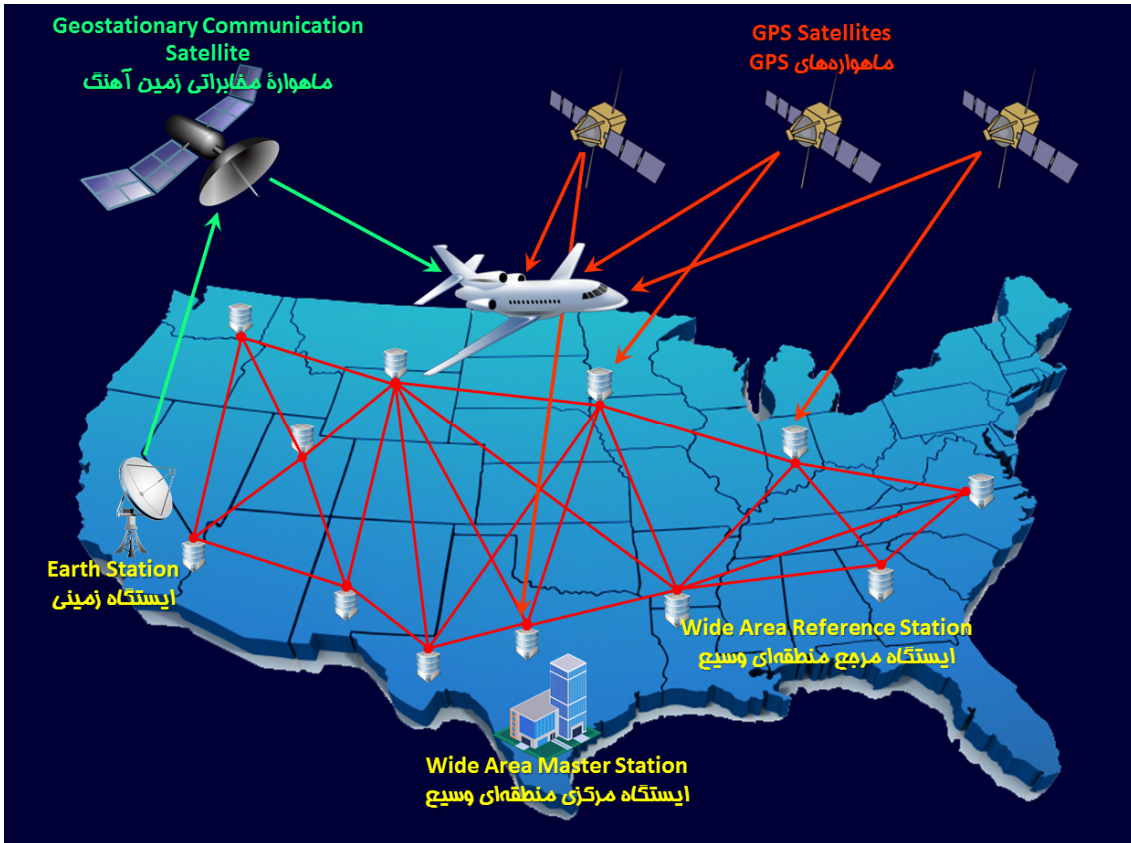 Geostationary Communication
Satellite
ماهوارهٔ مخابراتی زمین آهنگ
GPS Satellites
ماهواره‌های GPS
Earth Station
ایستگاه زمینی
Wide Area Reference Station
ایستگاه مرجع منطقه‌ای وسیع
Wide Area Master Station
ایستگاه مرکزی منطقه‌ای وسیع